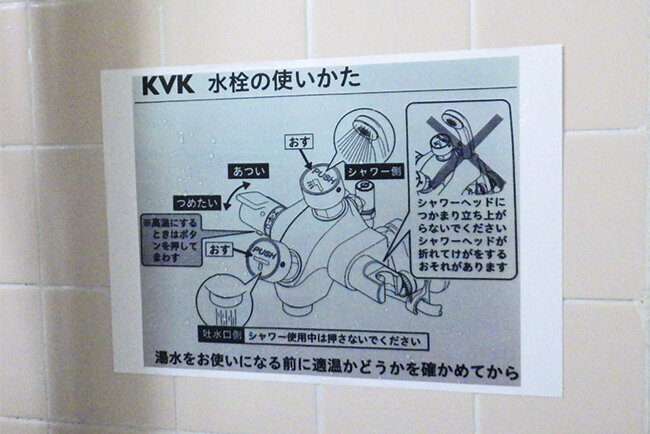 KVK 水栓の使いかた
おす
PUSH
シャワー側
あつい
つめたい
※高温にする
ときはボタ
ンを押して
まわす
おす
PUSH
シャワーヘッドに
つかまり立ち上が
らないでください
シャワーヘッドが
折れてけがをする
おそれがあります
吐水口側
シャワー使用中は押さないでください
湯水をお使いになる前に適温かどうかを確かめてから